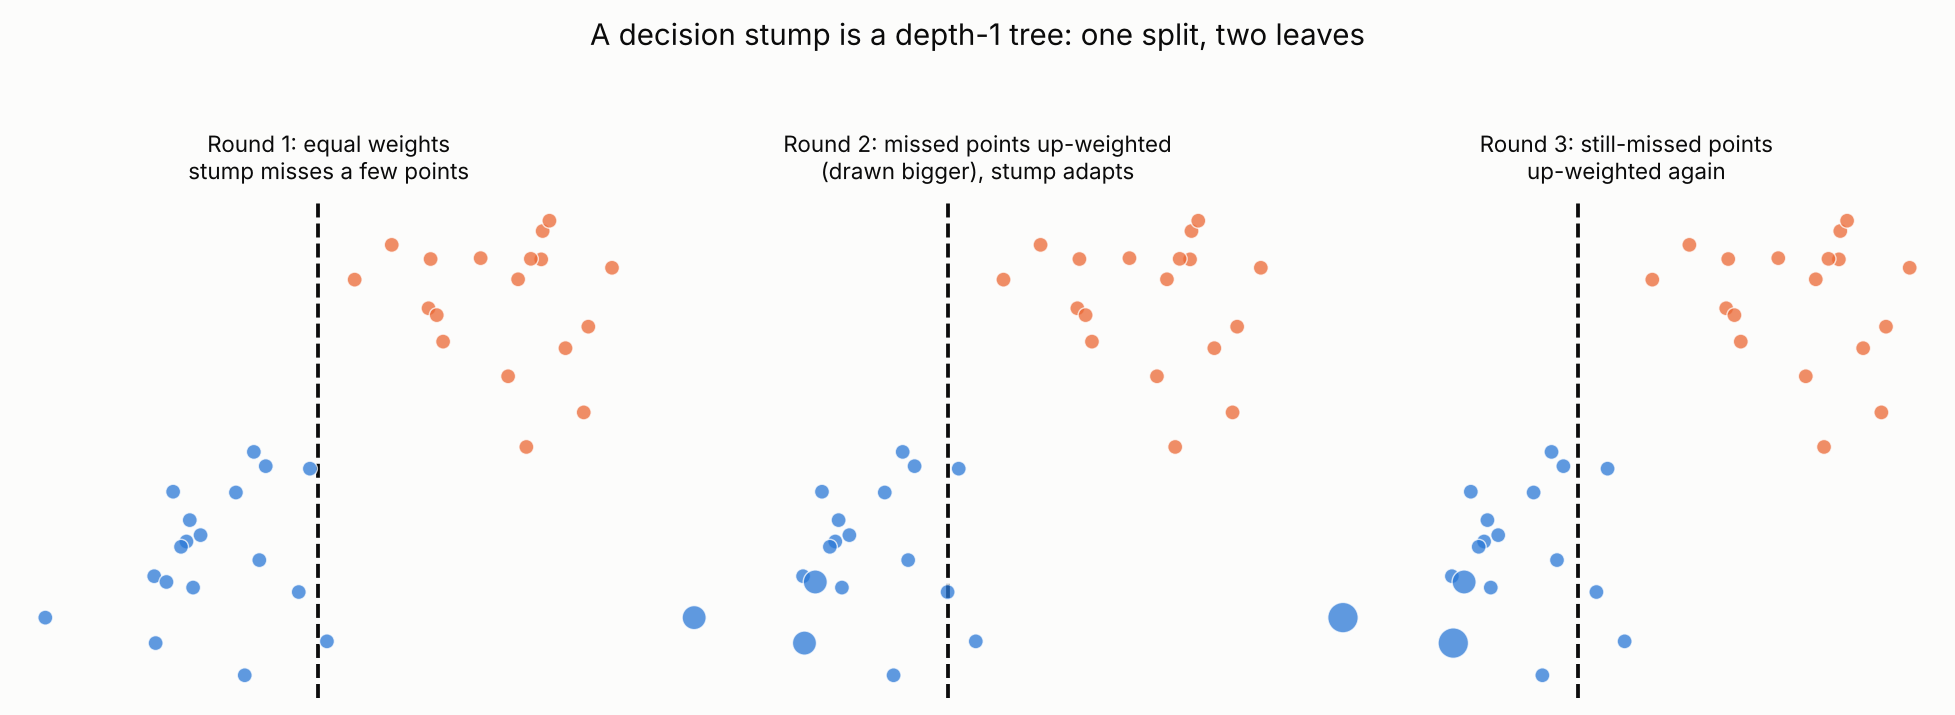 A decision stump is a depth-1 tree: one split, two leaves
Round 1: equal weights
stump misses a few points
Round 2: missed points up-weighted
(drawn bigger), stump adapts
Round 3: still-missed points
up-weighted again